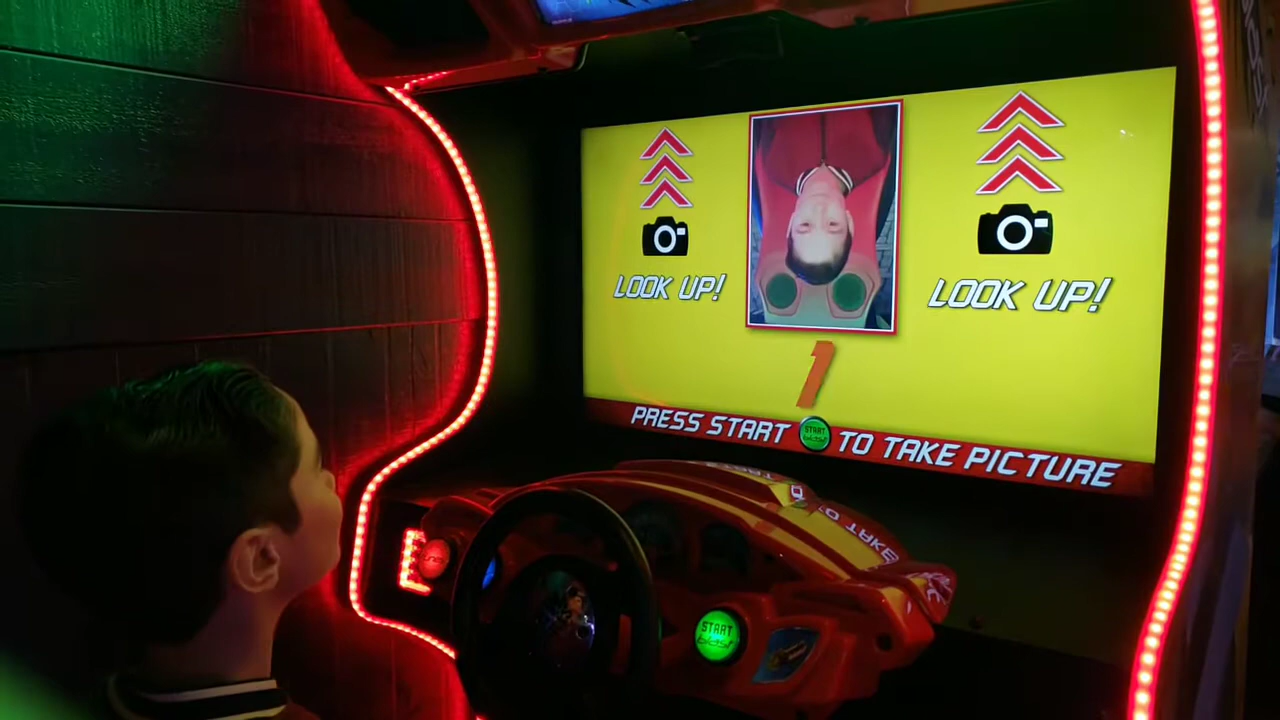 LOOK UP!
LOOK UP!
1
PRESS START START TO TAKE PICTURE
START